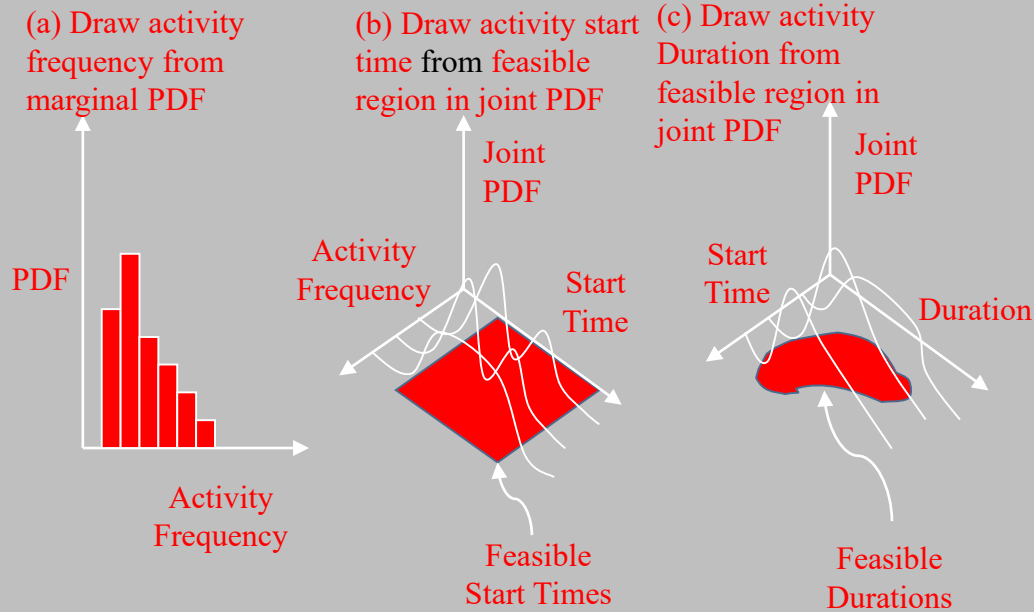 (a) Draw activity
frequency from
marginal PDF
PDF
Activity
Frequency
(b) Draw activity start
time from feasible
region in joint PDF
Joint
PDF
Activity
Frequency
Start
Time
Feasible
Start Times
(c) Draw activity
Duration from
feasible region in
joint PDF
Joint
PDF
Start
Time
Duration
Feasible
Durations